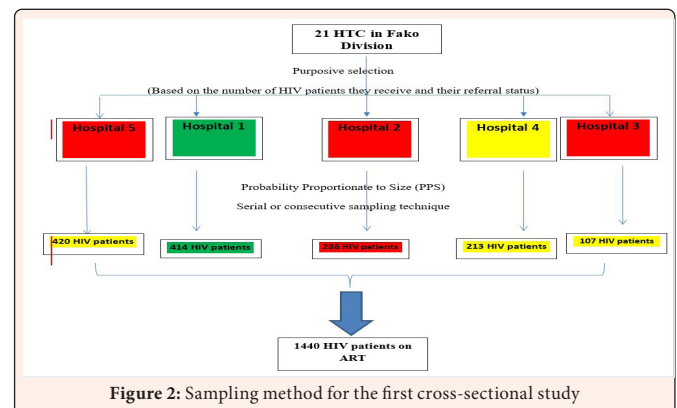 21 HTC in Fako
Division
Purposive selection
(Based on the number of HIV patients they receive and their referral status)
Hospital 5
Hospital 1
Hospital 2
Hospital 4
Hospital 3
Probability Proportionate to Size (PPS)
Serial or consecutive sampling technique
420 HIV patients
414 HIV patients
286 HIV patients
213 HIV patients
107 HIV patients
1440 HIV patients on
ART
Figure 2: Sampling method for the first cross-sectional study